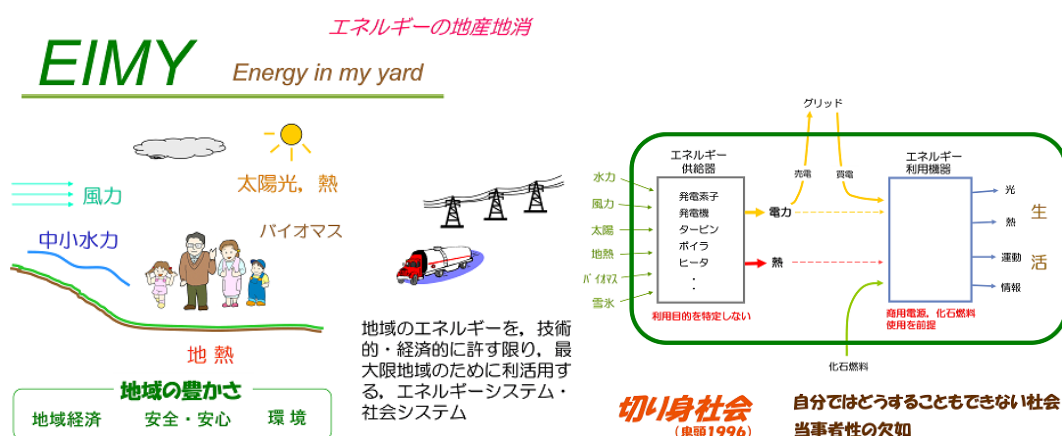 エネルギーの地産地消
EIMY
Energy in my yard
太陽光，熱
風力
中小水力
バイオマス
地熱
地域の豊かさ
地域経済
安全・安心
環境
地域のエネルギーを，技術
的・経済的に許す限り，最
大限地域のために利活用す
る，エネルギーシステム・
社会システム
グリッド
エネルギー
供給器
エネルギー
利用機器
売電
買電
水力
風力
太陽
地熱
バイオマス
雪氷
発電素子
発電機
タービン
ボイラ
ヒータ
・
・
電力
熱
利用目的を特定しない
光
熱
運動
情報
生
活
商用電源，化石燃料
使用を前提
化石燃料
切り身社会
（鬼頭1996）
自分ではどうすることもできない社会
当事者性の欠如